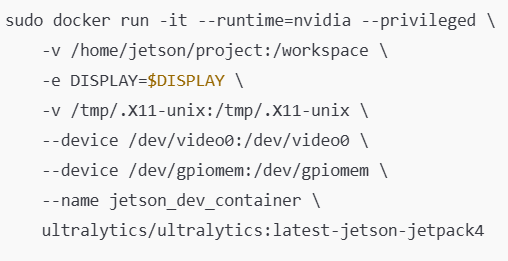 sudo docker run -it --runtime=nvidia --privileged \
-v /home/jetson/project:/workspace \
-e DISPLAY=$DISPLAY \
-v /tmp/.X11-unix:/tmp/.X11-unix \
--device /dev/video0:/dev/video0 \
--device /dev/gpiomem:/dev/gpiomem \
--name jetson_dev_container \
ultralytics/ultralytics:latest-jetson-jetpack4